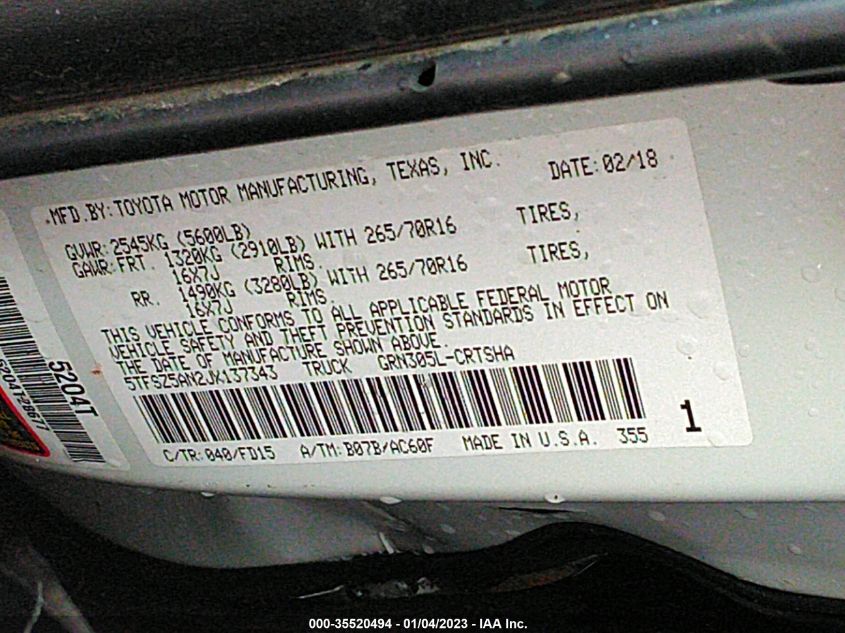 MFD.BY:TOYOTA MOTOR MANUFACTURING, TEXAS, INC. DATE:02/18
GVWR:2545KG (5600LB)
GAWR:FRT. 1320KG (2910LB) WITH 265/70R16 TIRES,
16X7J RIMS.
RR. 1490KG (3280LB) WITH 265/70R16 TIRES,
16X7J RIMS.
THIS VEHICLE CONFORMS TO ALL APPLICABLE FEDERAL MOTOR
VEHICLE SAFETY AND THEFT PREVENTION STANDARDS IN EFFECT ON
THE DATE OF MANUFACTURE SHOWN ABOVE.
5TFSZ5AN2JX137343 TRUCK GRN305L-CRTSHA
C/TR:040/FD15 A/TM:B07B/AC60F MADE IN U.S.A. 355
1
5204T
000-35520494 - 01/04/2023 - IAA Inc.